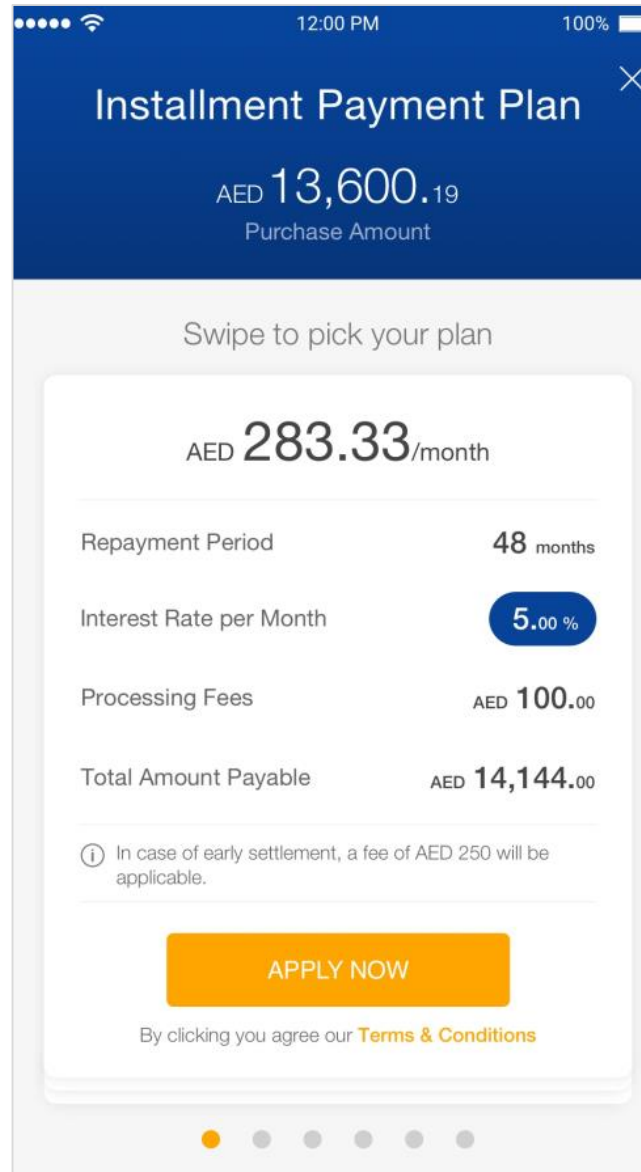 12:00 PM 100%
Installment Payment Plan
AED 13,600.19
Purchase Amount
Swipe to pick your plan
AED 283.33/month
Repayment Period 48 months
Interest Rate per Month 5.00 %
Processing Fees AED 100.00
Total Amount Payable AED 14,144.00
In case of early settlement, a fee of AED 250 will be
applicable.
APPLY NOW
By clicking you agree our Terms & Conditions